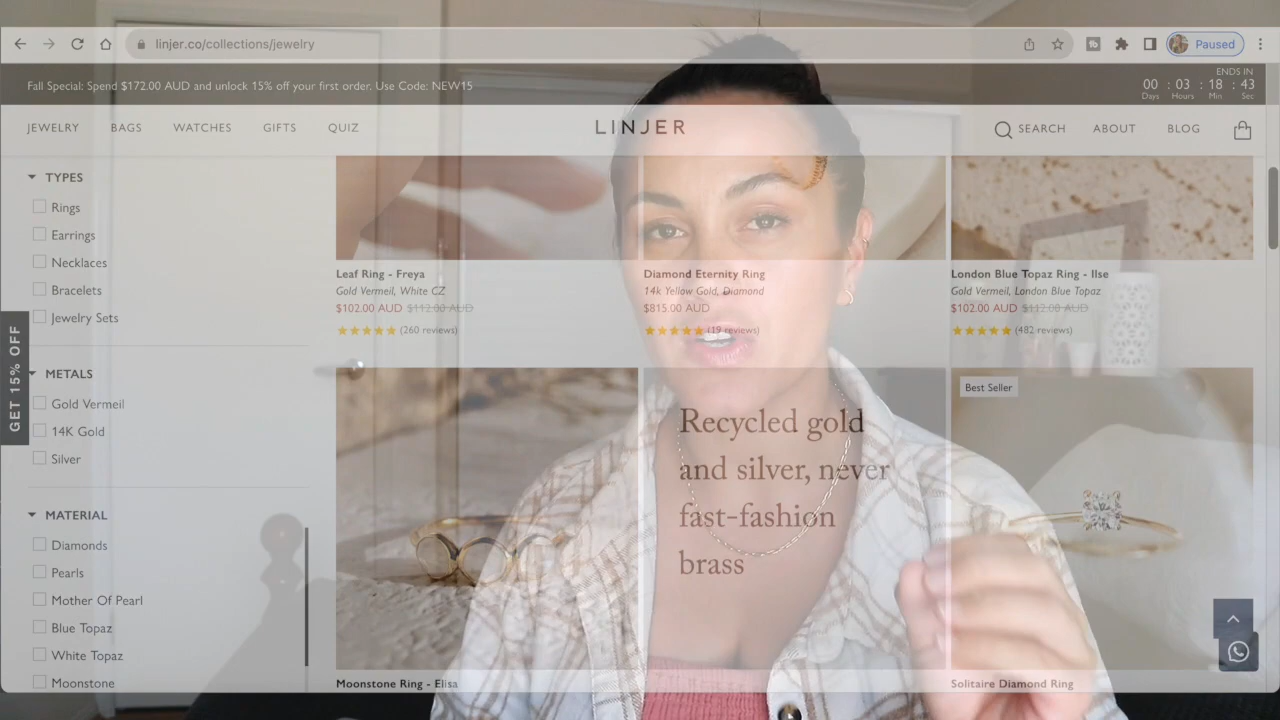 linjer.co/collections/jewelry
Paused
Fall Special: Spend $172.00 AUD and unlock 15% off your first order. Use Code: NEW15
ENDS IN
00 : 03 : 18 : 43
Days Hours Min Sec
JEWELRY BAGS WATCHES GIFTS QUIZ
LINJER
SEARCH ABOUT BLOG
GET 15% OFF
TYPES
Rings
Earrings
Necklaces
Bracelets
Jewelry Sets
METALS
Gold Vermeil
14K Gold
Silver
MATERIAL
Diamonds
Pearls
Mother Of Pearl
Blue Topaz
White Topaz
Moonstone
Leaf Ring - Freya
Gold Vermeil, White CZ
$102.00 AUD $112.00 AUD
(260 reviews)
Diamond Eternity Ring
14k Yellow Gold, Diamond
$815.00 AUD
(19 reviews)
London Blue Topaz Ring - Ilse
Gold Vermeil, London Blue Topaz
$102.00 AUD $112.00 AUD
(482 reviews)
Recycled gold
and silver, never
fast-fashion
brass
Best Seller
Moonstone Ring - Elisa
Solitaire Diamond Ring